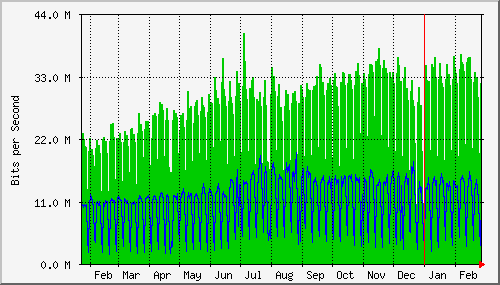 44.0 M
33.0 M
22.0 M
11.0 M
0.0 M
Bits per Second
Feb Mar Apr May Jun Jul Aug Sep Oct Nov Dec Jan Feb